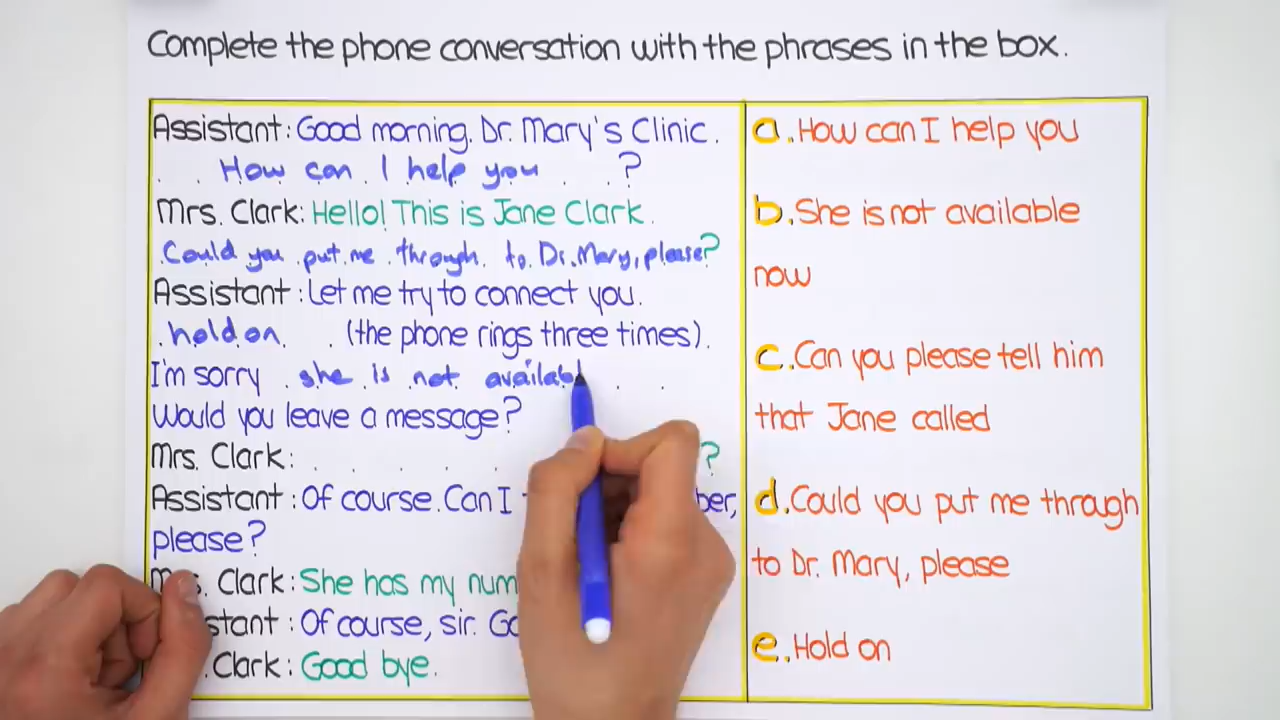 Complete the phone conversation with the phrases in the box.
Assistant: Good morning. Dr. Mary's Clinic.
How can I help you ?
Mrs. Clark: Hello! This is Jane Clark.
Could you put me through to Dr. Mary, please?
Assistant: Let me try to connect you.
hold on (the phone rings three times).
I'm sorry she is not availabl
Would you leave a message?
Mrs. Clark: ?
Assistant: Of course. Can I
please?
Clark: She has my num
Of course, sir.
Clark: Good bye.
a. How can I help you
b. She is not available
now
c. Can you please tell him
that Jane called
d. Could you put me through
to Dr. Mary, please
e. Hold on